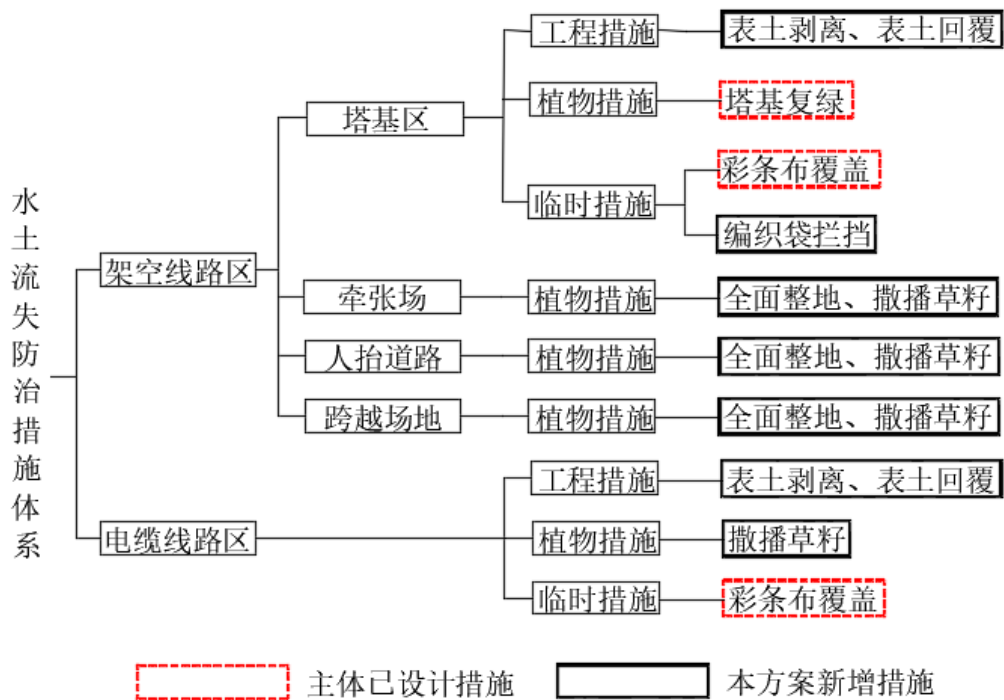 水土流失防治措施体系
架空线路区
塔基区
工程措施
表土剥离、表土回覆
植物措施
塔基复绿
临时措施
彩条布覆盖
编织袋拦挡
牵张场
植物措施
全面整地、撒播草籽
人抬道路
植物措施
全面整地、撒播草籽
跨越场地
植物措施
全面整地、撒播草籽
电缆线路区
工程措施
表土剥离、表土回覆
植物措施
撒播草籽
临时措施
彩条布覆盖
主体已设计措施
本方案新增措施